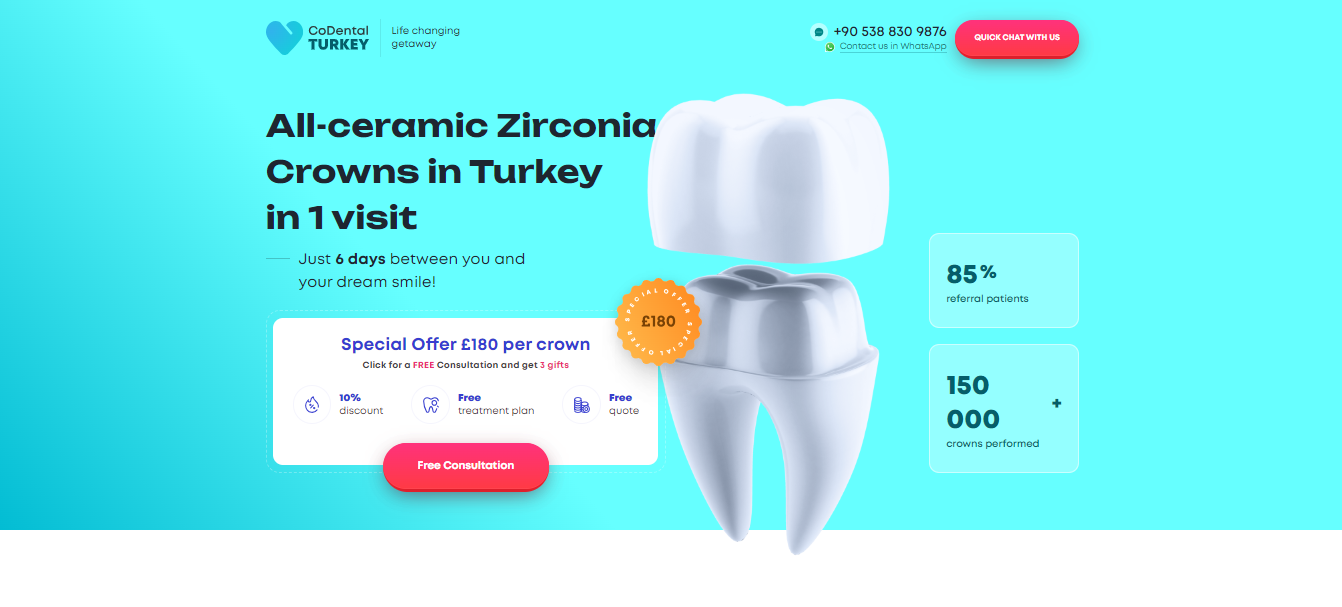 CoDental
TURKEY
Life changing
getaway
+90 538 830 9876
Contact us in WhatsApp
QUICK CHAT WITH US
All-ceramic Zirconia
Crowns in Turkey
in 1 visit
Just 6 days between you and
your dream smile!
SPECIAL OFFER SPECIAL OFFER
£180
Special Offer £180 per crown
Click for a FREE Consultation and get 3 gifts
10%
discount
Free
treatment plan
Free
quote
Free Consultation
85%
referral patients
150
000
+
crowns performed